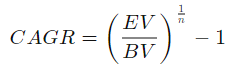 CAGR = (EV/BV)^(1/n) − 1